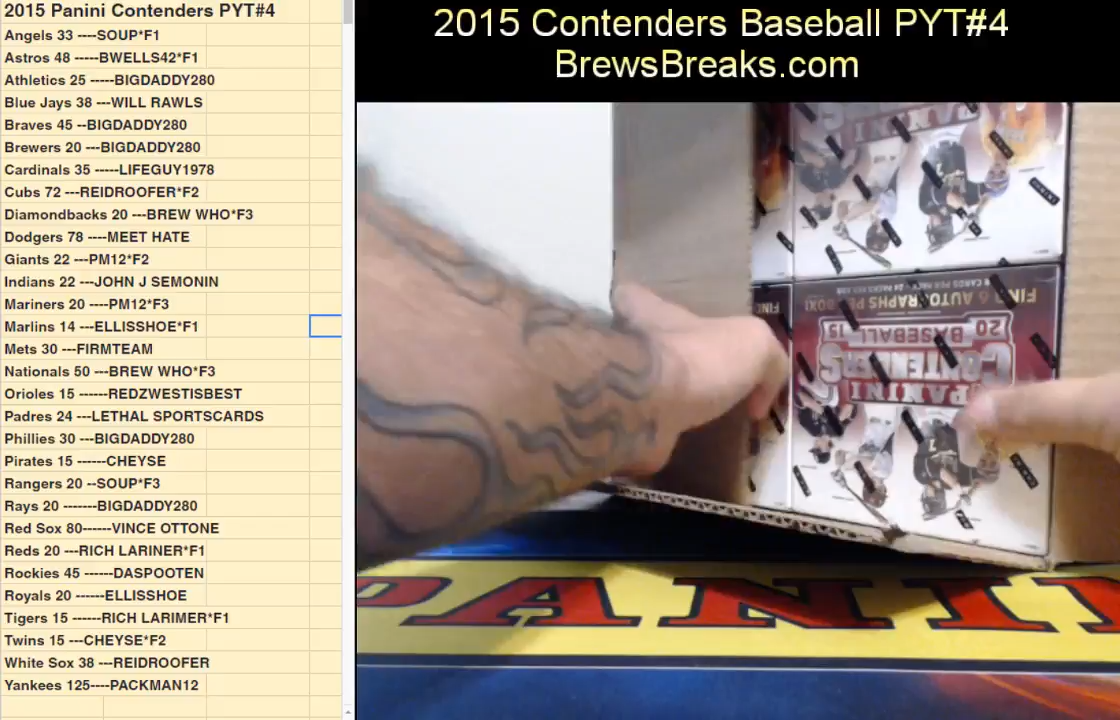 2015 Panini Contenders PYT#4
Angels 33 ----SOUP*F1
Astros 48 -----BWELLS42*F1
Athletics 25 -----BIGDADDY280
Blue Jays 38 ---WILL RAWLS
Braves 45 --BIGDADDY280
Brewers 20 ---BIGDADDY280
Cardinals 35 -----LIFEGUY1978
Cubs 72 ---REIDROOFER*F2
Diamondbacks 20 ---BREW WHO*F3
Dodgers 78 ----MEET HATE
Giants 22 ---PM12*F2
Indians 22 ---JOHN J SEMONIN
Mariners 20 ----PM12*F3
Marlins 14 ---ELLISSHOE*F1
Mets 30 ---FIRMTEAM
Nationals 50 ---BREW WHO*F3
Orioles 15 -----REDZWESTISBEST
Padres 24 ---LETHAL SPORTSCARDS
Phillies 30 ---BIGDADDY280
Pirates 15 ------CHEYSE
Rangers 20 --SOUP*F3
Rays 20 -------BIGDADDY280
Red Sox 80------VINCE OTTONE
Reds 20 ---RICH LARINER*F1
Rockies 45 ------DASPOOTEN
Royals 20 ------ELLISSHOE
Tigers 15 ------RICH LARIMER*F1
Twins 15 ---CHEYSE*F2
White Sox 38 ---REIDROOFER
Yankees 125----PACKMAN12
2015 Contenders Baseball PYT#4
BrewsBreaks.com
PANINI
FIND 6 AUTOGRAPHS PER BOX!
20 BASEBALL 15
CONTENDERS
PANINI
PANINI